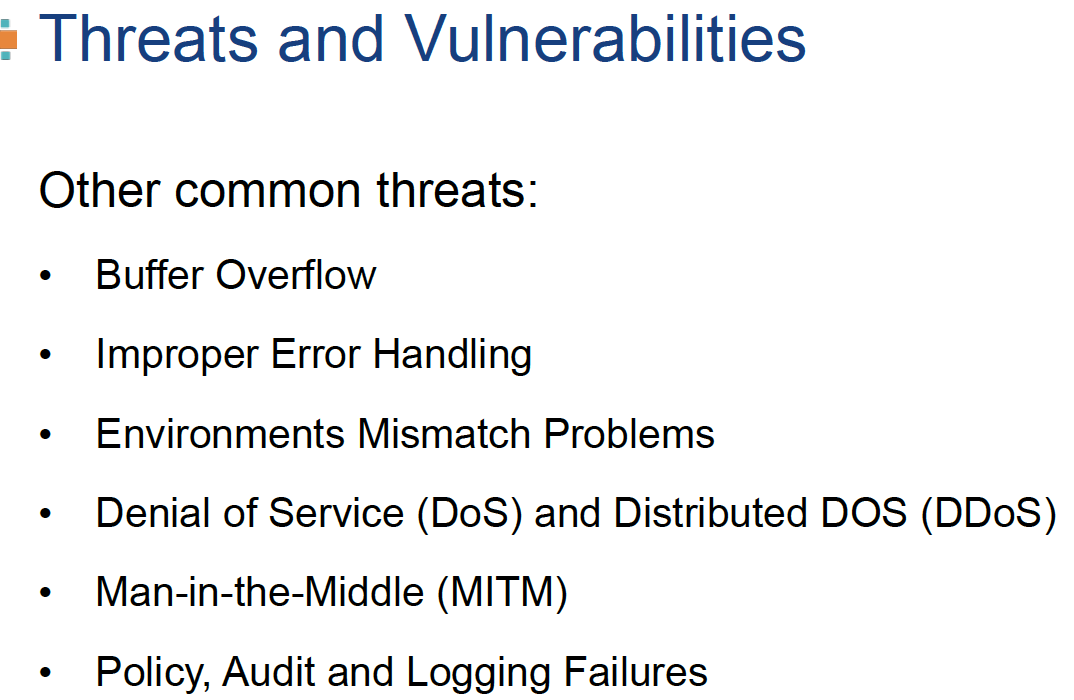 Threats and Vulnerabilities
Other common threats:
• Buffer Overflow
• Improper Error Handling
• Environments Mismatch Problems
• Denial of Service (DoS) and Distributed DOS (DDoS)
• Man-in-the-Middle (MITM)
• Policy, Audit and Logging Failures